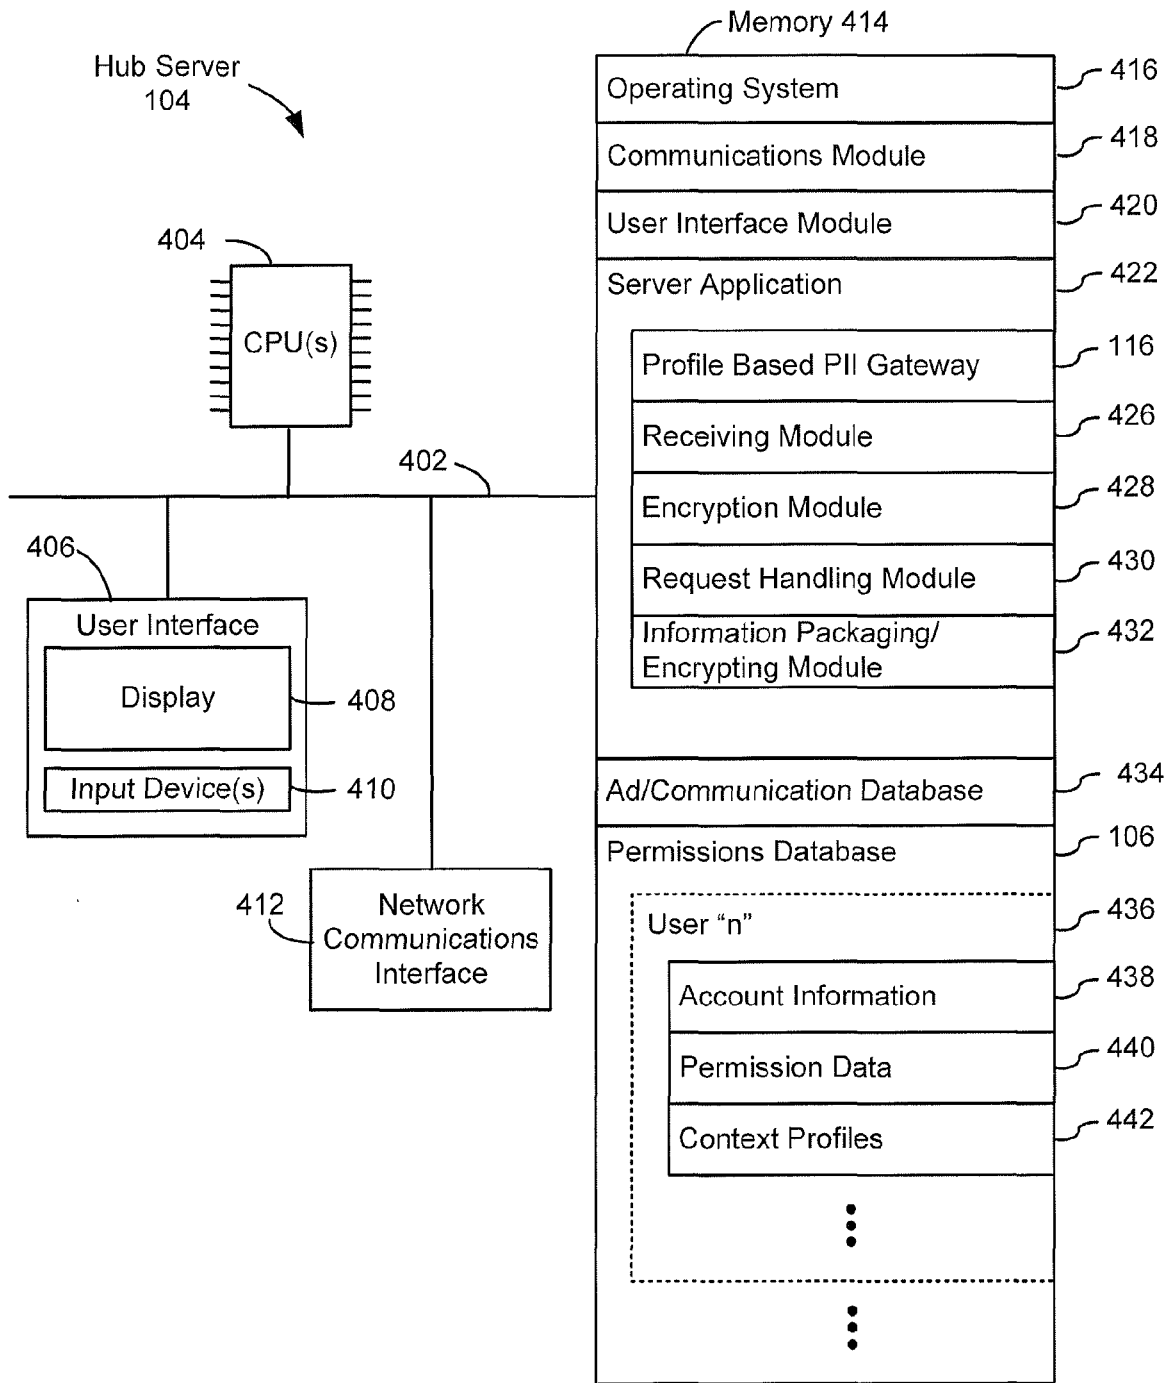 Memory 414
Hub Server
104
Operating System 416
Communications Module 418
User Interface Module 420
Server Application 422
Profile Based PII Gateway 116
Receiving Module 426
Encryption Module 428
Request Handling Module 430
Information Packaging/
Encrypting Module 432
Ad/Communication Database 434
Permissions Database 106
User “n” 436
Account Information 438
Permission Data 440
Context Profiles 442
404
CPU(s)
402
406
User Interface
Display 408
Input Device(s) 410
412
Network
Communications
Interface